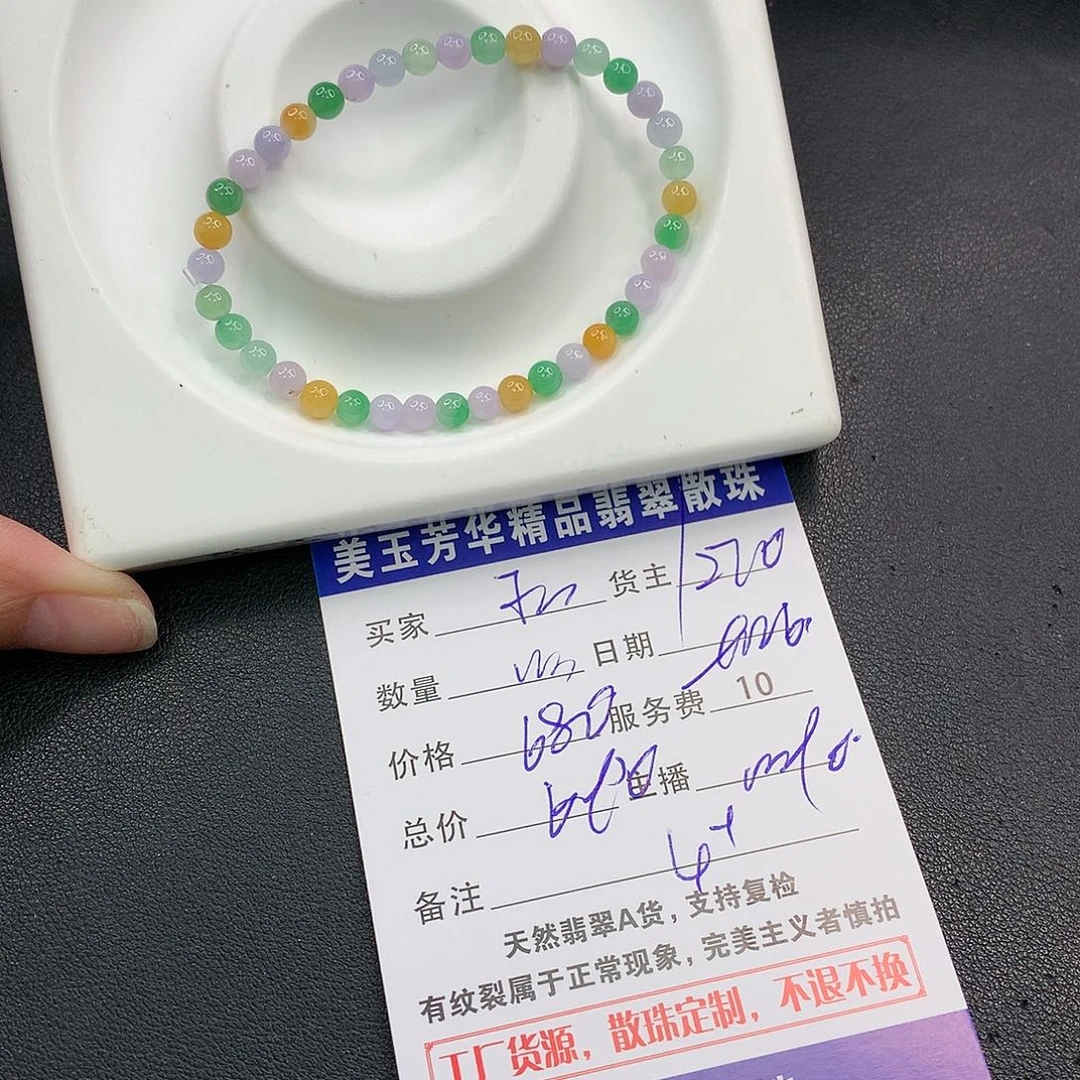 美玉芳华精品翡翠散珠
买家 货主
数量 日期
价格 680 服务费 10
总价 主播
备注
天然翡翠A货，支持复检
有纹裂属于正常现象，完美主义者慎拍
工厂货源，散珠定制，不退不换